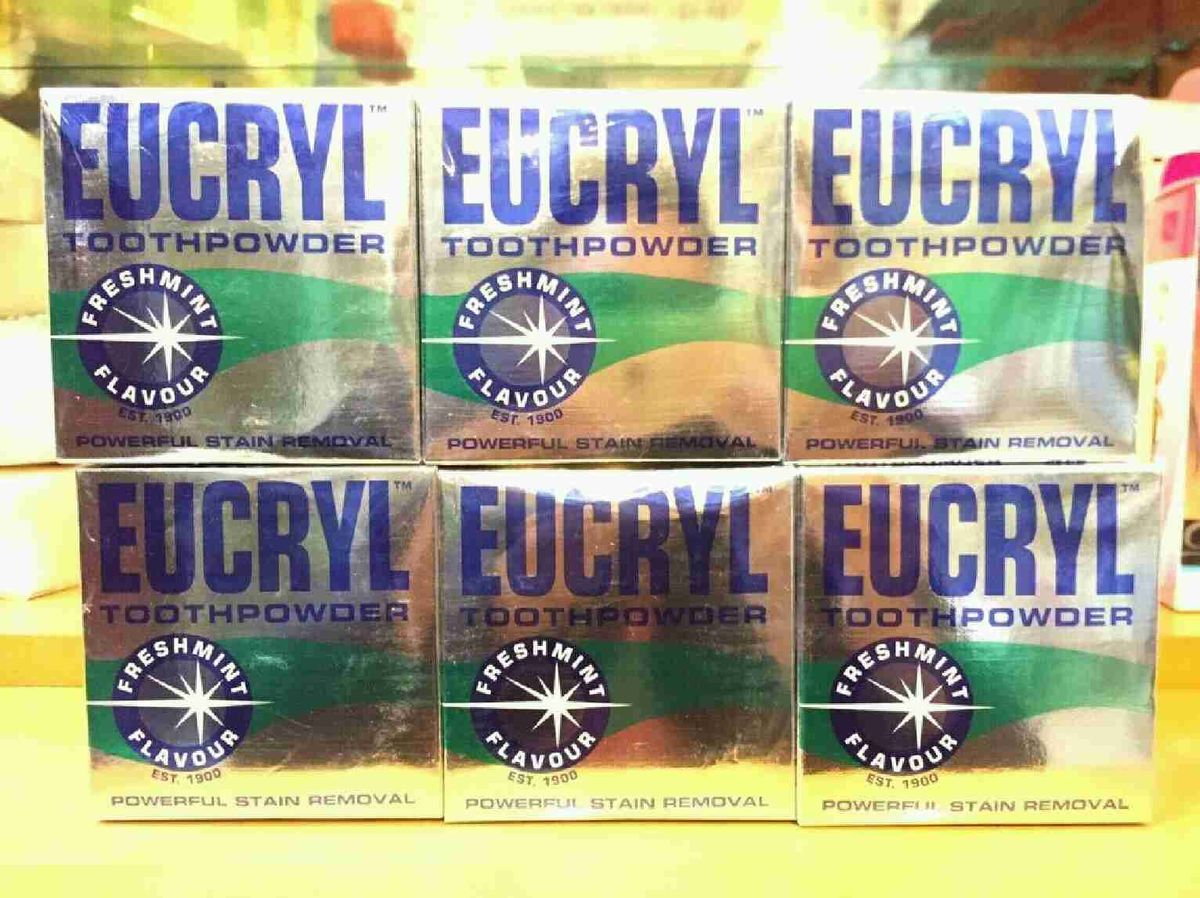 EUCRYL™
TOOTHPOWDER
FRESHMINT
FLAVOUR
EST. 1900
POWERFUL STAIN REMOVAL
EUCRYL™
TOOTHPOWDER
FRESHMINT
FLAVOUR
EST. 1900
POWERFUL STAIN REMOVAL
EUCRYL
TOOTHPOWDER
FRESHMINT
FLAVOUR
EST. 1900
POWERFUL STAIN REMOVAL
EUCRYL™
TOOTHPOWDER
FRESHMINT
FLAVOUR
EST. 1900
POWERFUL STAIN REMOVAL
EUCRYL™
TOOTHPOWDER
FRESHMINT
FLAVOUR
EST. 1900
POWERFUL STAIN REMOVAL
EUCRYL™
TOOTHPOWDER
FRESHMINT
FLAVOUR
EST. 1900
POWERFUL STAIN REMOVAL